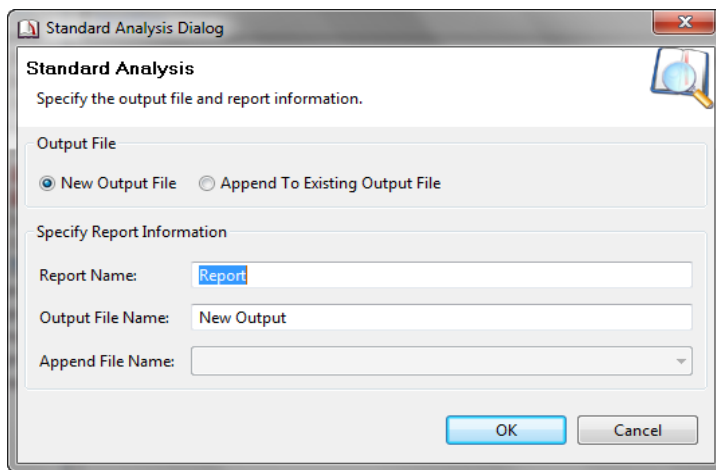 Standard Analysis Dialog
Standard Analysis
Specify the output file and report information.
Output File
New Output File Append To Existing Output File
Specify Report Information
Report Name: Report
Output File Name: New Output
Append File Name:
OK Cancel